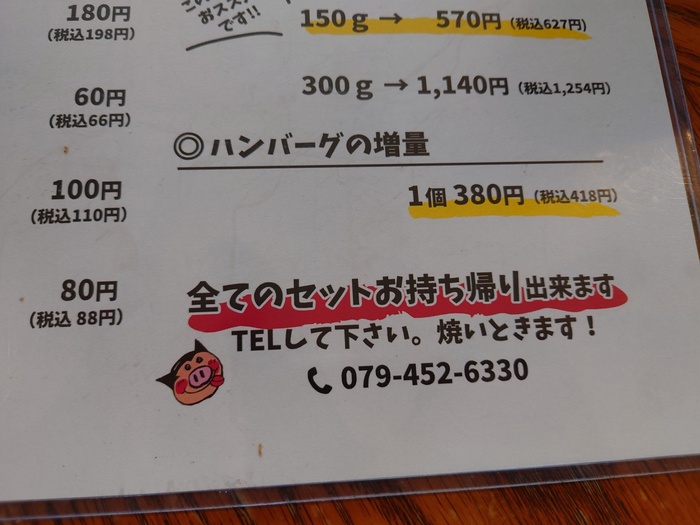 180円
(税込198円)
60円
(税込66円)
100円
(税込110円)
80円
(税込 88円)
おススメ
です!!
150g → 570円 (税込627円)
300g → 1,140円 (税込1,254円)
◎ハンバーグの増量
1個 380円 (税込418円)
全てのセットお持ち帰り出来ます
TELして下さい。焼いときます！
079-452-6330